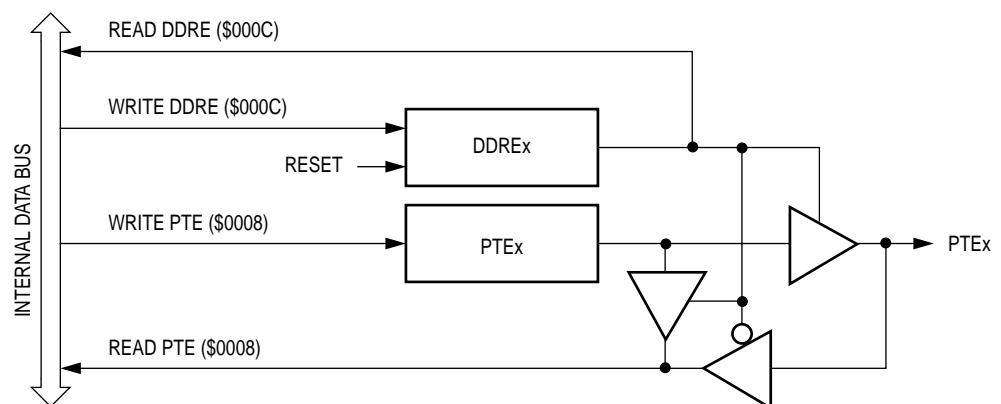 READ DDRE ($000C)
WRITE DDRE ($000C)
DDREx
RESET
WRITE PTE ($0008)
PTEx
PTEx
READ PTE ($0008)
INTERNAL DATA BUS